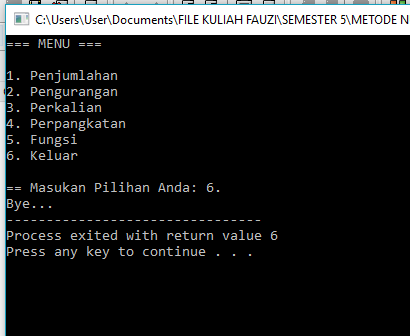 C:\Users\User\Documents\FILE KULIAH FAUZI\SEMESTER 5\METODE N
=== MENU ===
1. Penjumlahan
2. Pengurangan
3. Perkalian
4. Perpangkatan
5. Fungsi
6. Keluar
== Masukan Pilihan Anda: 6.
Bye...
--------------------------------
Process exited with return value 6
Press any key to continue . . .